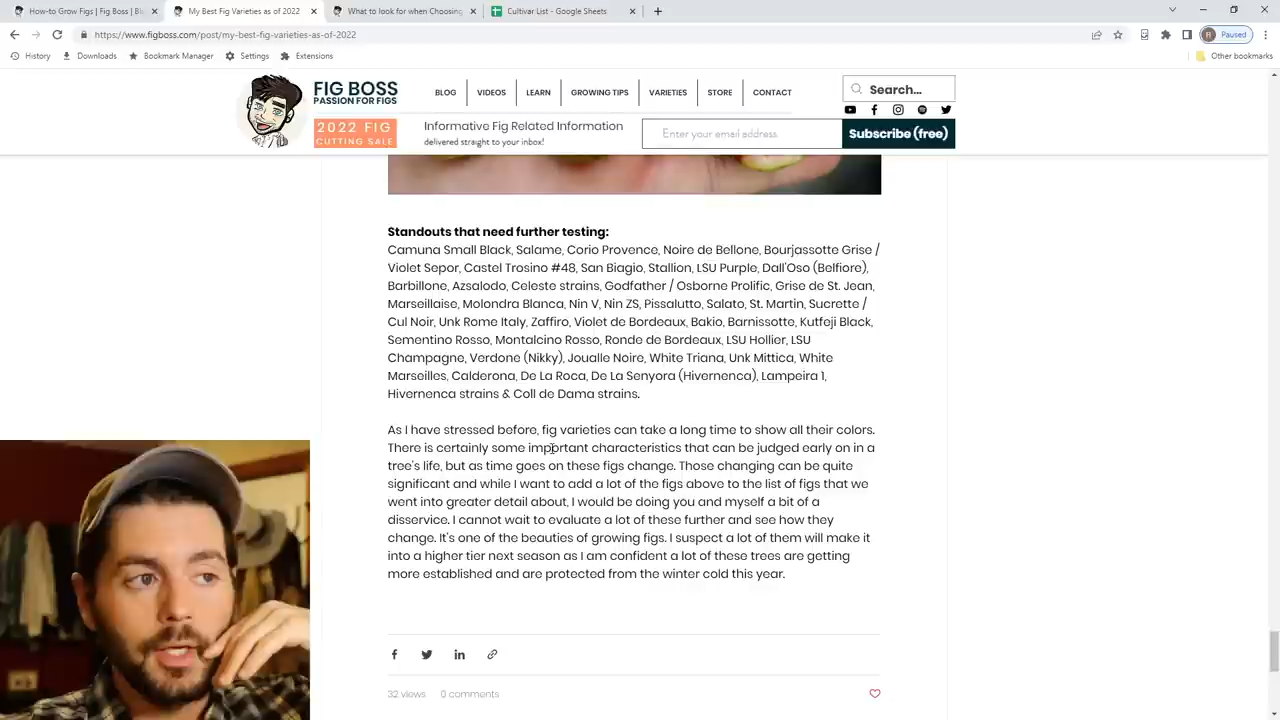 How-to Grow Figs | Fig Boss | Ble
My Best Fig Varieties as of 2022
What to look for when Choosing
Cultivar List - Google Sheets
https://www.figboss.com/post/my-best-fig-varieties-as-of-2022
R Paused
History
Downloads
Bookmark Manager
Settings
Extensions
Other bookmarks
FIG BOSS
PASSION FOR FIGS
BLOG
VIDEOS
LEARN
GROWING TIPS
VARIETIES
STORE
CONTACT
Search...
2022 FIG
CUTTING SALE
Informative Fig Related Information
delivered straight to your inbox!
Enter your email address
Subscribe (free)
Standouts that need further testing:
Camuna Small Black, Salame, Corio Provence, Noire de Bellone, Bourjassotte Grise /
Violet Sepor, Castel Trosino #48, San Biagio, Stallion, LSU Purple, Dall'Oso (Belfiore),
Barbillone, Azsalodo, Celeste strains, Godfather / Osborne Prolific, Grise de St. Jean,
Marseillaise, Molondra Blanca, Nin V, Nin ZS, Pissalutto, Salato, St. Martin, Sucrette /
Cul Noir, Unk Rome Italy, Zaffiro, Violet de Bordeaux, Bakio, Barnissotte, Kutfeji Black,
Sementino Rosso, Montalcino Rosso, Ronde de Bordeaux, LSU Hollier, LSU
Champagne, Verdone (Nikky), Joualle Noire, White Triana, Unk Mittica, White
Marseilles, Calderona, De La Roca, De La Senyora (Hivernenca), Lampeira 1,
Hivernenca strains & Coll de Dama strains.
As I have stressed before, fig varieties can take a long time to show all their colors.
There is certainly some important characteristics that can be judged early on in a
tree's life, but as time goes on these figs change. Those changing can be quite
significant and while I want to add a lot of the figs above to the list of figs that we
went into greater detail about, I would be doing you and myself a bit of a
disservice. I cannot wait to evaluate a lot of these further and see how they
change. It's one of the beauties of growing figs. I suspect a lot of them will make it
into a higher tier next season as I am confident a lot of these trees are getting
more established and are protected from the winter cold this year.
32 views
0 comments